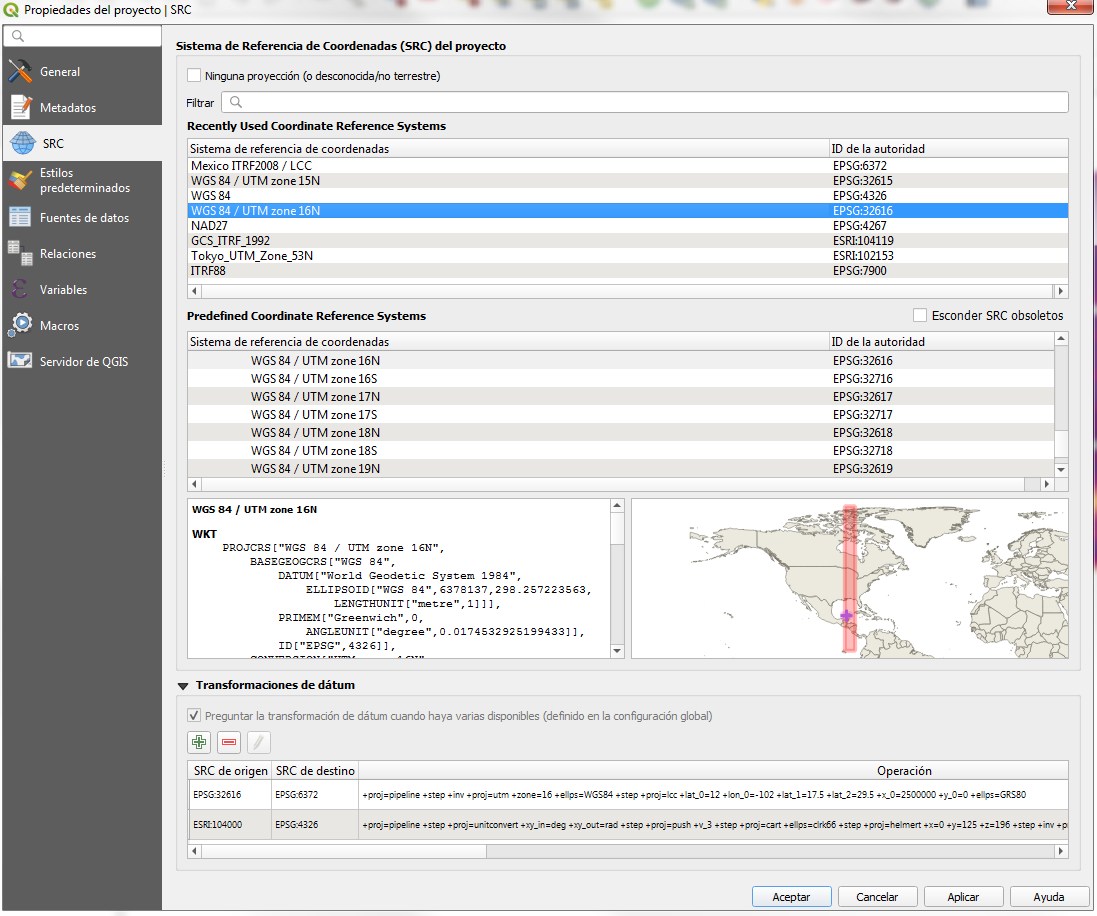 Propiedades del proyecto | SRC
General
Metadatos
SRC
Estilos
predeterminados
Fuentes de datos
Relaciones
Variables
Macros
Servidor de QGIS
Sistema de Referencia de Coordenadas (SRC) del proyecto
Ninguna proyección (o desconocida/no terrestre)
Filtrar
Recently Used Coordinate Reference Systems
Sistema de referencia de coordenadas ID de la autoridad
Mexico ITRF2008 / LCC EPSG:6372
WGS 84 / UTM zone 15N EPSG:32615
WGS 84 EPSG:4326
WGS 84 / UTM zone 16N EPSG:32616
NAD27 EPSG:4267
GCS_ITRF_1992 ESRI:104119
Tokyo_UTM_Zone_53N ESRI:102153
ITRF88 EPSG:7900
Predefined Coordinate Reference Systems
Esconder SRC obsoletos
Sistema de referencia de coordenadas ID de la autoridad
WGS 84 / UTM zone 16N EPSG:32616
WGS 84 / UTM zone 16S EPSG:32716
WGS 84 / UTM zone 17N EPSG:32617
WGS 84 / UTM zone 17S EPSG:32717
WGS 84 / UTM zone 18N EPSG:32618
WGS 84 / UTM zone 18S EPSG:32718
WGS 84 / UTM zone 19N EPSG:32619
WGS 84 / UTM zone 16N
WKT
PROJCRS["WGS 84 / UTM zone 16N",
BASEGEOGCRS["WGS 84",
DATUM["World Geodetic System 1984",
ELLIPSOID["WGS 84",6378137,298.257223563,
LENGTHUNIT["metre",1]]],
PRIMEM["Greenwich",0,
ANGLEUNIT["degree",0.0174532925199433]],
ID["EPSG",4326]],
CONVERSION["UTM zone 16N",
Transformaciones de dátum
Preguntar la transformación de dátum cuando haya varias disponibles (definido en la configuración global)
SRC de origen SRC de destino Operación
EPSG:32616 EPSG:6372 +proj=pipeline +step +inv +proj=utm +zone=16 +ellps=WGS84 +step +proj=lcc +lat_0=12 +lon_0=-102 +lat_1=17.5 +lat_2=29.5 +x_0=2500000 +y_0=0 +ellps=GRS80
ESRI:104000 EPSG:4326 +proj=pipeline +step +proj=unitconvert +xy_in=deg +xy_out=rad +step +proj=push +v_3 +step +proj=cart +ellps=clrk66 +step +proj=helmert +x=0 +y=125 +z=196 +step +inv +p
Aceptar
Cancelar
Aplicar
Ayuda